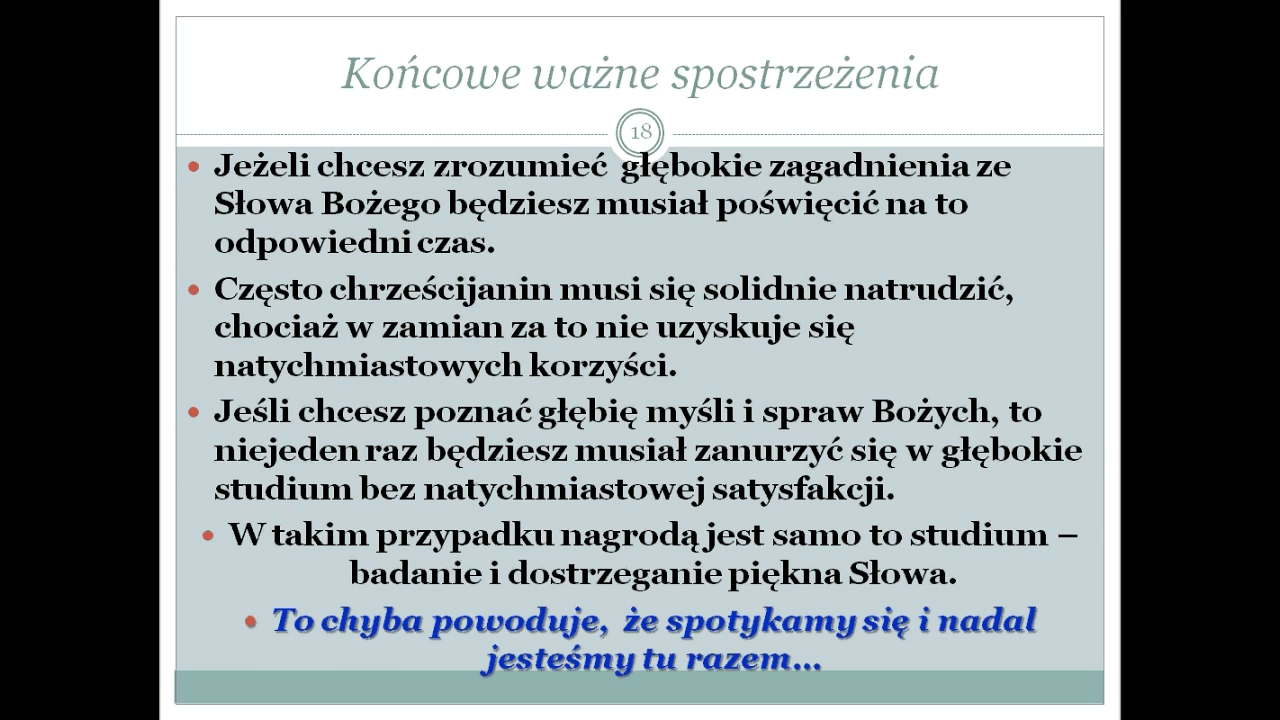 Końcowe ważne spostrzeżenia
18
• Jeżeli chcesz zrozumieć głębokie zagadnienia ze
Słowa Bożego będziesz musiał poświęcić na to
odpowiedni czas.
• Często chrześcijanin musi się solidnie natrudzić,
chociaż w zamian za to nie uzyskuje się
natychmiastowych korzyści.
• Jeśli chcesz poznać głębię myśli i spraw Bożych, to
niejeden raz będziesz musiał zanurzyć się w głębokie
studium bez natychmiastowej satysfakcji.
• W takim przypadku nagrodą jest samo to studium –
badanie i dostrzeganie piękna Słowa.
• To chyba powoduje, że spotykamy się i nadal
jesteśmy tu razem...